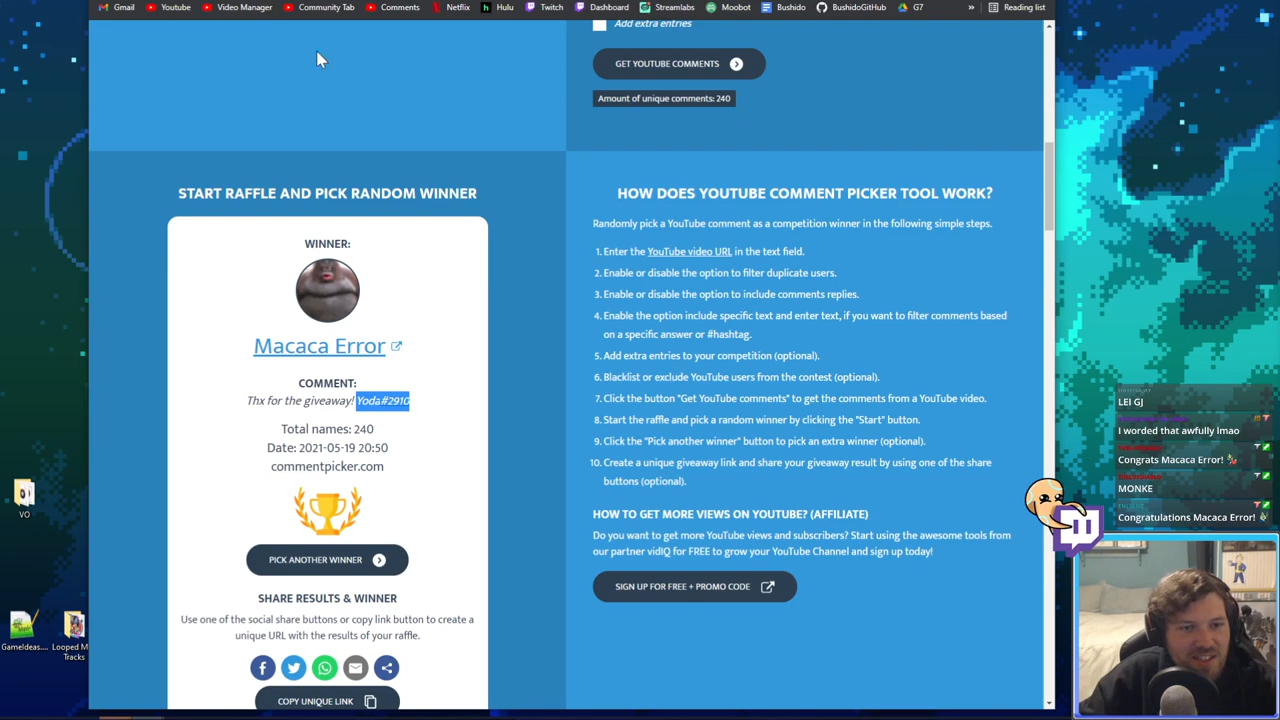 Gmail Youtube Video Manager Community Tab Comments Netflix Hulu Twitch Dashboard Streamlabs Moobot Bushido BushidoGitHub G7 » Reading list
Add extra entries
GET YOUTUBE COMMENTS
Amount of unique comments: 240
START RAFFLE AND PICK RANDOM WINNER
WINNER:
Macaca Error
COMMENT:
Thx for the giveaway! Yoda#2910
Total names: 240
Date: 2021-05-19 20:50
commentpicker.com
PICK ANOTHER WINNER
SHARE RESULTS & WINNER
Use one of the social share buttons or copy link button to create a
unique URL with the results of your raffle.
COPY UNIQUE LINK
HOW DOES YOUTUBE COMMENT PICKER TOOL WORK?
Randomly pick a YouTube comment as a competition winner in the following simple steps.
1. Enter the YouTube video URL in the text field.
2. Enable or disable the option to filter duplicate users.
3. Enable or disable the option to include comments replies.
4. Enable the option include specific text and enter text, if you want to filter comments based
on a specific answer or #hashtag.
5. Add extra entries to your competition (optional).
6. Blacklist or exclude YouTube users from the contest (optional).
7. Click the button "Get YouTube comments" to get the comments from a YouTube video.
8. Start the raffle and pick a random winner by clicking the "Start" button.
9. Click the "Pick another winner" button to pick an extra winner (optional).
10. Create a unique giveaway link and share your giveaway result by using one of the share
buttons (optional).
HOW TO GET MORE VIEWS ON YOUTUBE? (AFFILIATE)
Do you want to get more YouTube views and subscribers? Start using the awesome tools from
our partner vidIQ for FREE to grow your YouTube Channel and sign up today!
SIGN UP FOR FREE + PROMO CODE
LEI GJ
I worded that awfully lmao
Congrats Macaca Error!
MONKE
Congratulations Macaca Error!
VO
GameIdeas....
Looped M...
Tracks